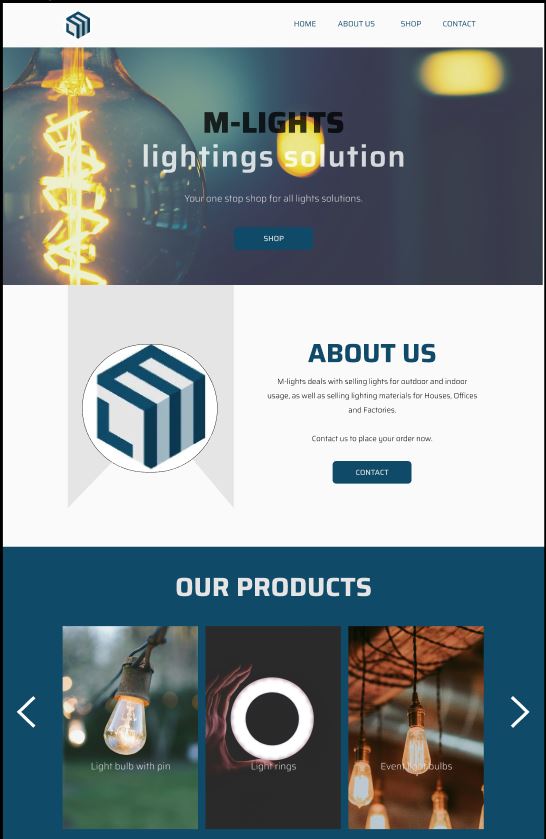 HOME ABOUT US SHOP CONTACT
M-LIGHTS
lightings solution
Your one stop shop for all lights solutions.
SHOP
ABOUT US
M-lights deals with selling lights for outdoor and indoor
usage, as well as selling lighting materials for Houses, Offices
and Factories.
Contact us to place your order now.
CONTACT
OUR PRODUCTS
Light bulb with pin
Light rings
Event light bulbs